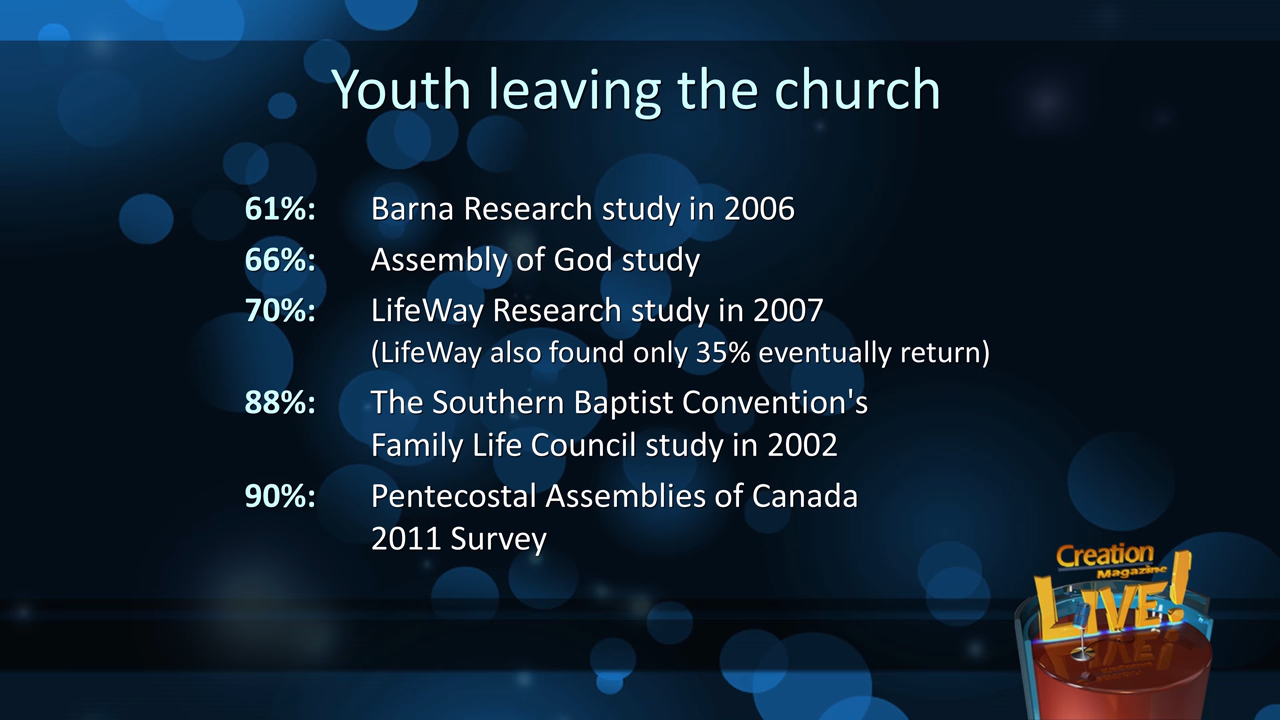 Youth leaving the church
61%: Barna Research study in 2006
66%: Assembly of God study
70%: LifeWay Research study in 2007
(LifeWay also found only 35% eventually return)
88%: The Southern Baptist Convention's
Family Life Council study in 2002
90%: Pentecostal Assemblies of Canada
2011 Survey
Creation
Magazine
LIVE!